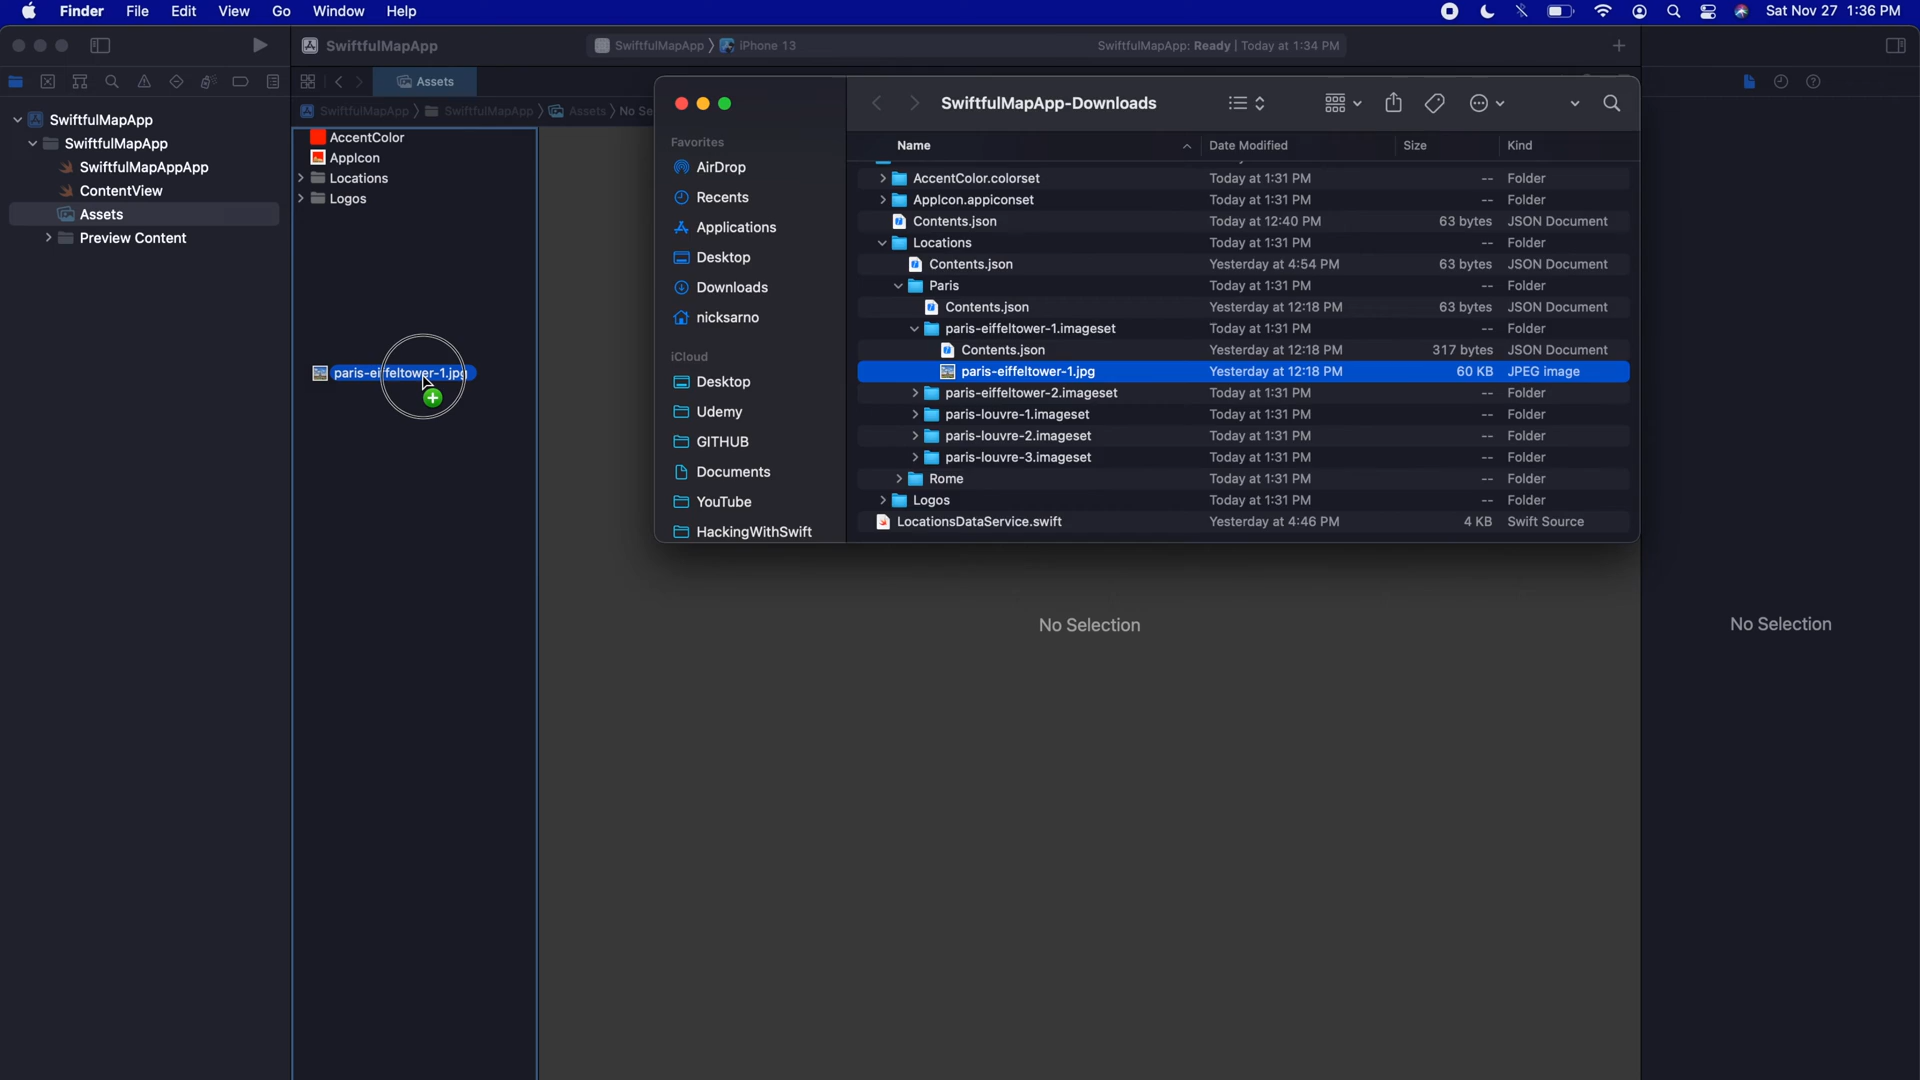 Finder File Edit View Go Window Help Sat Nov 27 1:36 PM
SwiftfulMapApp SwiftfulMapApp iPhone 13 SwiftfulMapApp: Ready | Today at 1:34 PM
Assets
SwiftfulMapApp SwiftfulMapApp Assets No Se
SwiftfulMapApp
SwiftfulMapApp
SwiftfulMapAppApp
ContentView
Assets
Preview Content
AccentColor
AppIcon
Locations
Logos
paris-eiffeltower-1.jpg
SwiftfulMapApp-Downloads
Favorites
AirDrop
Recents
Applications
Desktop
Downloads
nicksarno
iCloud
Desktop
Udemy
GITHUB
Documents
YouTube
HackingWithSwift
Name Date Modified Size Kind
AccentColor.colorset Today at 1:31 PM -- Folder
AppIcon.appiconset Today at 1:31 PM -- Folder
Contents.json Today at 12:40 PM 63 bytes JSON Document
Locations Today at 1:31 PM -- Folder
Contents.json Yesterday at 4:54 PM 63 bytes JSON Document
Paris Today at 1:31 PM -- Folder
Contents.json Yesterday at 12:18 PM 63 bytes JSON Document
paris-eiffeltower-1.imageset Today at 1:31 PM -- Folder
Contents.json Yesterday at 12:18 PM 317 bytes JSON Document
paris-eiffeltower-1.jpg Yesterday at 12:18 PM 60 KB JPEG image
paris-eiffeltower-2.imageset Today at 1:31 PM -- Folder
paris-louvre-1.imageset Today at 1:31 PM -- Folder
paris-louvre-2.imageset Today at 1:31 PM -- Folder
paris-louvre-3.imageset Today at 1:31 PM -- Folder
Rome Today at 1:31 PM -- Folder
Logos Today at 1:31 PM -- Folder
LocationsDataService.swift Yesterday at 4:46 PM 4 KB Swift Source
No Selection
No Selection